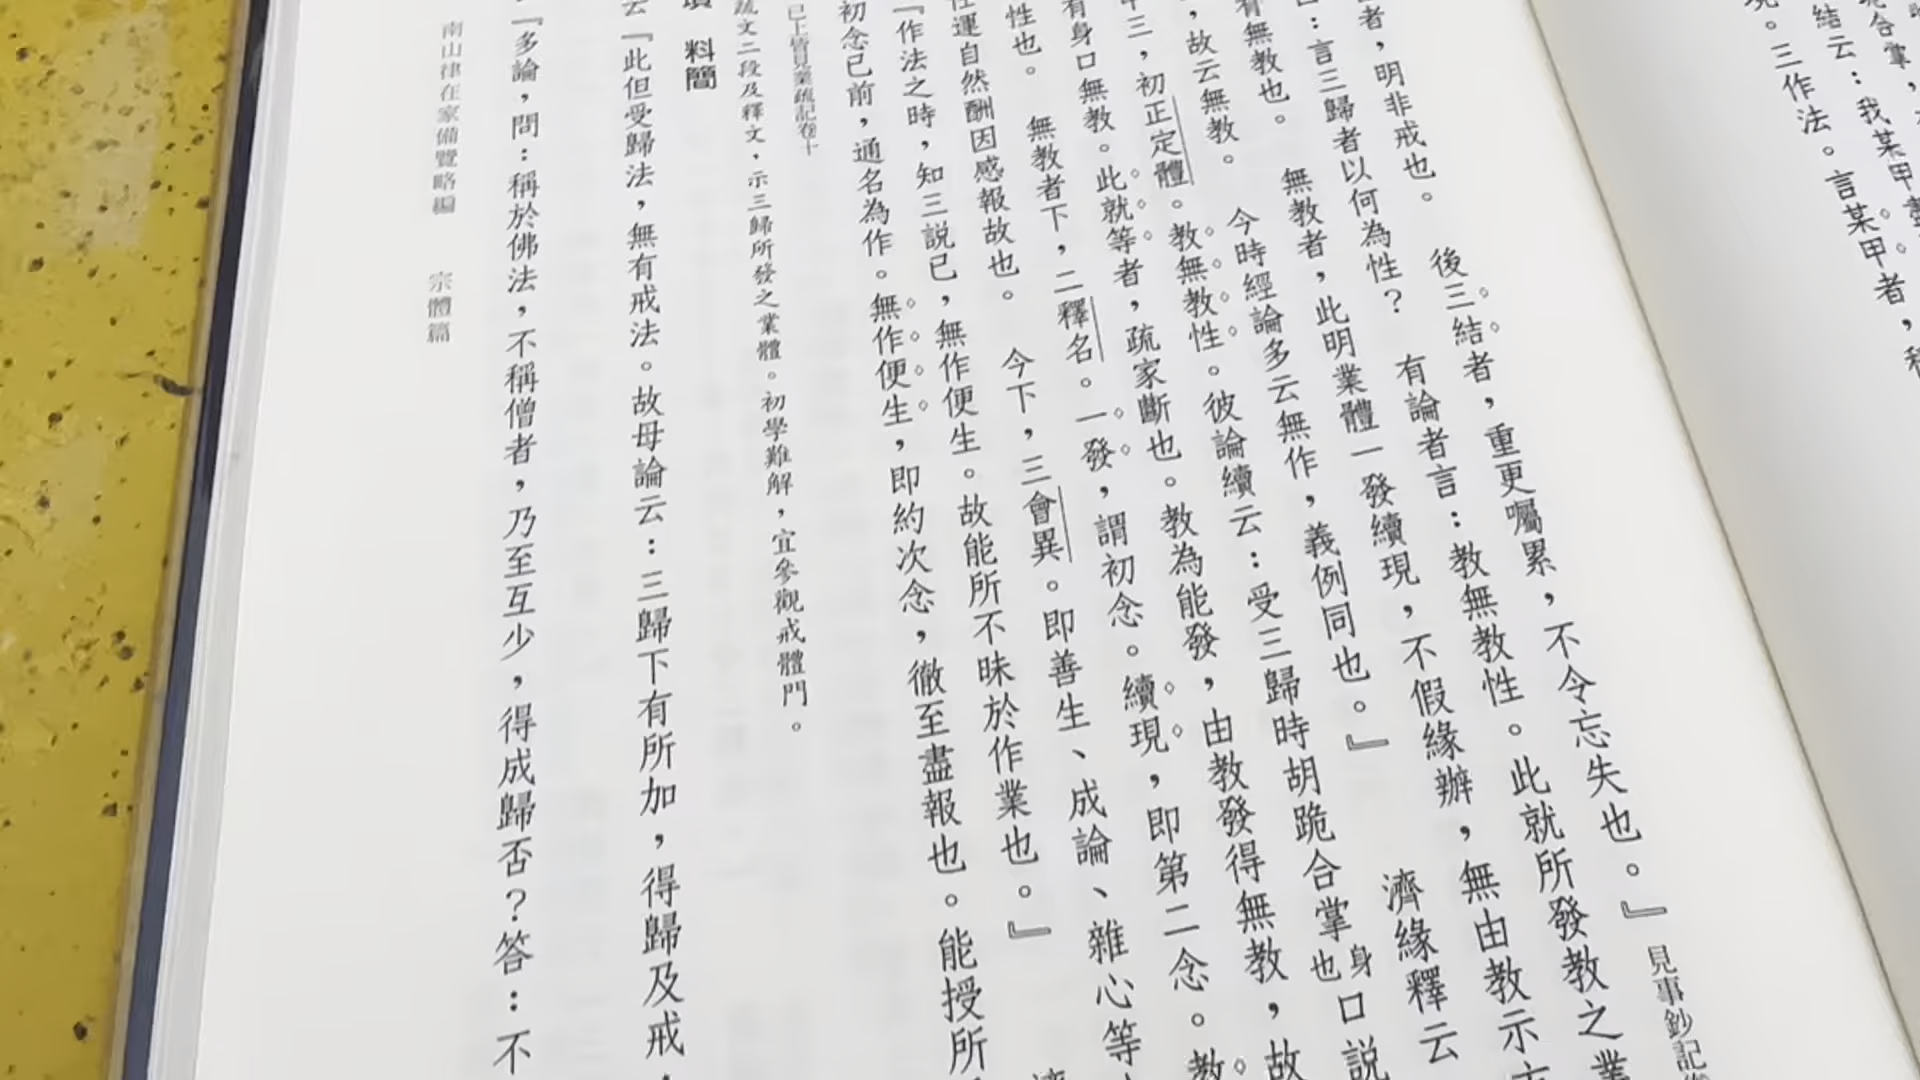 境。三作法。言某甲者，
結云：我某甲
者，明非戒也。　後三結者，重更囑累，不令忘失也。』見事鈔記
言：言三歸者以何為性？　有論者言：教無教性。此就所發教之業
有無教也。　無教者，此明業體一發續現，不假緣辦，無由教示方
，故云無教。　今時經論多云無作，義例同也。』　濟緣釋云
中三，初正定體。教無教性。彼論續云：受三歸時胡跪合掌身也口說
有身口無教。此就等者，疏家斷也。教為能發，由教發得無教，故
性也。　無教者下，二釋名。一發，謂初念。續現，即第二念。教
任運自然酬因感報故也。　今下，三會異。即善生、成論、雜心等
『作法之時，知三說已，無作便生。故能所不昧於作業也。』
初念已前，通名為作。無作便生，即約次念，徹至盡報也。能授所
已上皆見業疏記卷十
疏文二段及釋文，示三歸所發之業體。初學難解，宜參觀戒體門。
項　料簡
云『此但受歸法，無有戒法。故母論云：三歸下有所加，得歸及戒
『多論，問：稱於佛法，不稱僧者，乃至互少，得成歸否？答：不
南山律在家備覽略編　宗體篇